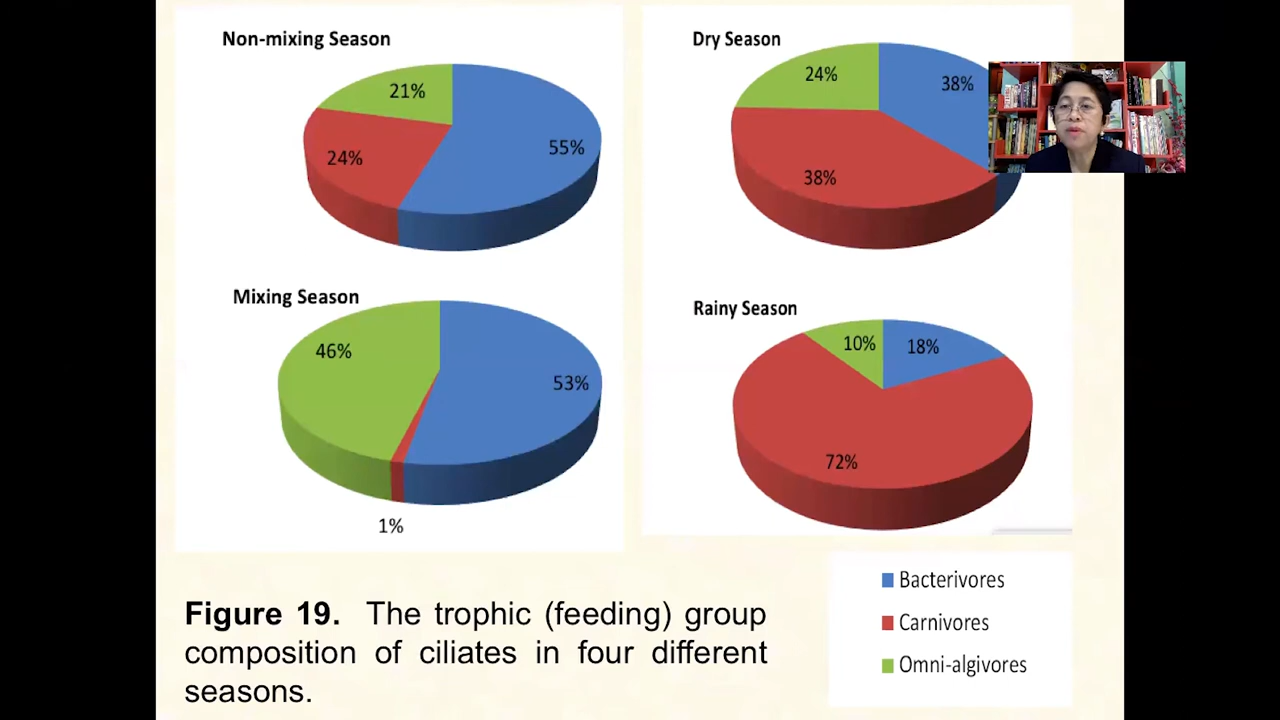 Non-mixing Season
21%
55%
24%
Dry Season
24%
38%
38%
Mixing Season
46%
53%
1%
Rainy Season
10%
18%
72%
Bacterivores
Carnivores
Omni-algivores
Figure 19. The trophic (feeding) group
composition of ciliates in four different
seasons.